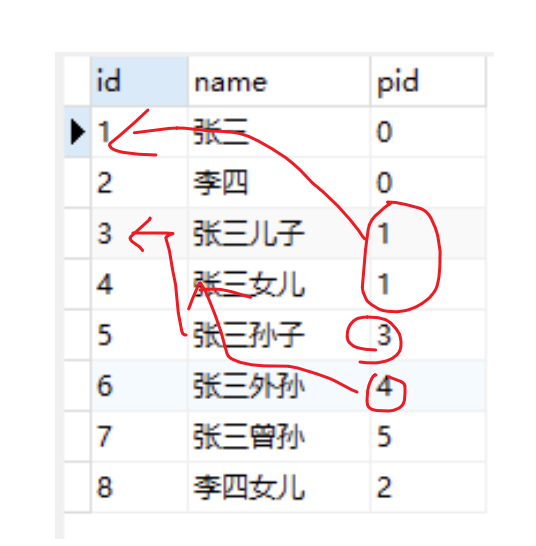 id name pid
1 张三 0
2 李四 0
3 张三儿子 1
4 张三女儿 1
5 张三孙子 3
6 张三外孙 4
7 张三曾孙 5
8 李四女儿 2